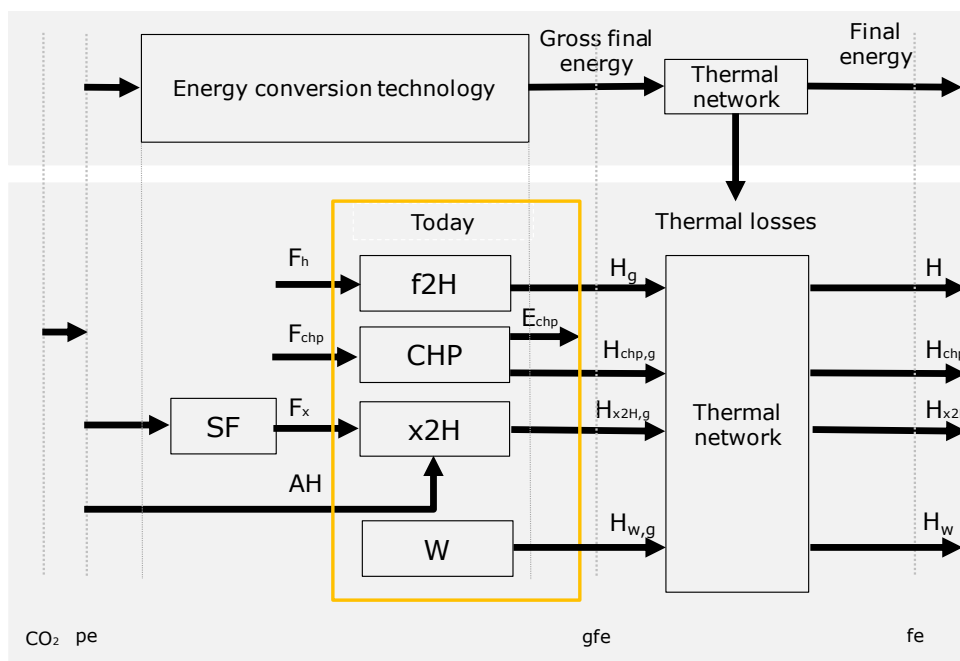 Gross final
energy
Final
energy
Energy conversion technology
Thermal
network
Today
Thermal losses
Fh
f2H
Hg
H
Echp
Fchp
CHP
Hchp,g
Hchp
SF
Fx
x2H
Hx2H,g
Thermal
network
Hx2
AH
W
Hw,g
Hw
CO2
pe
gfe
fe